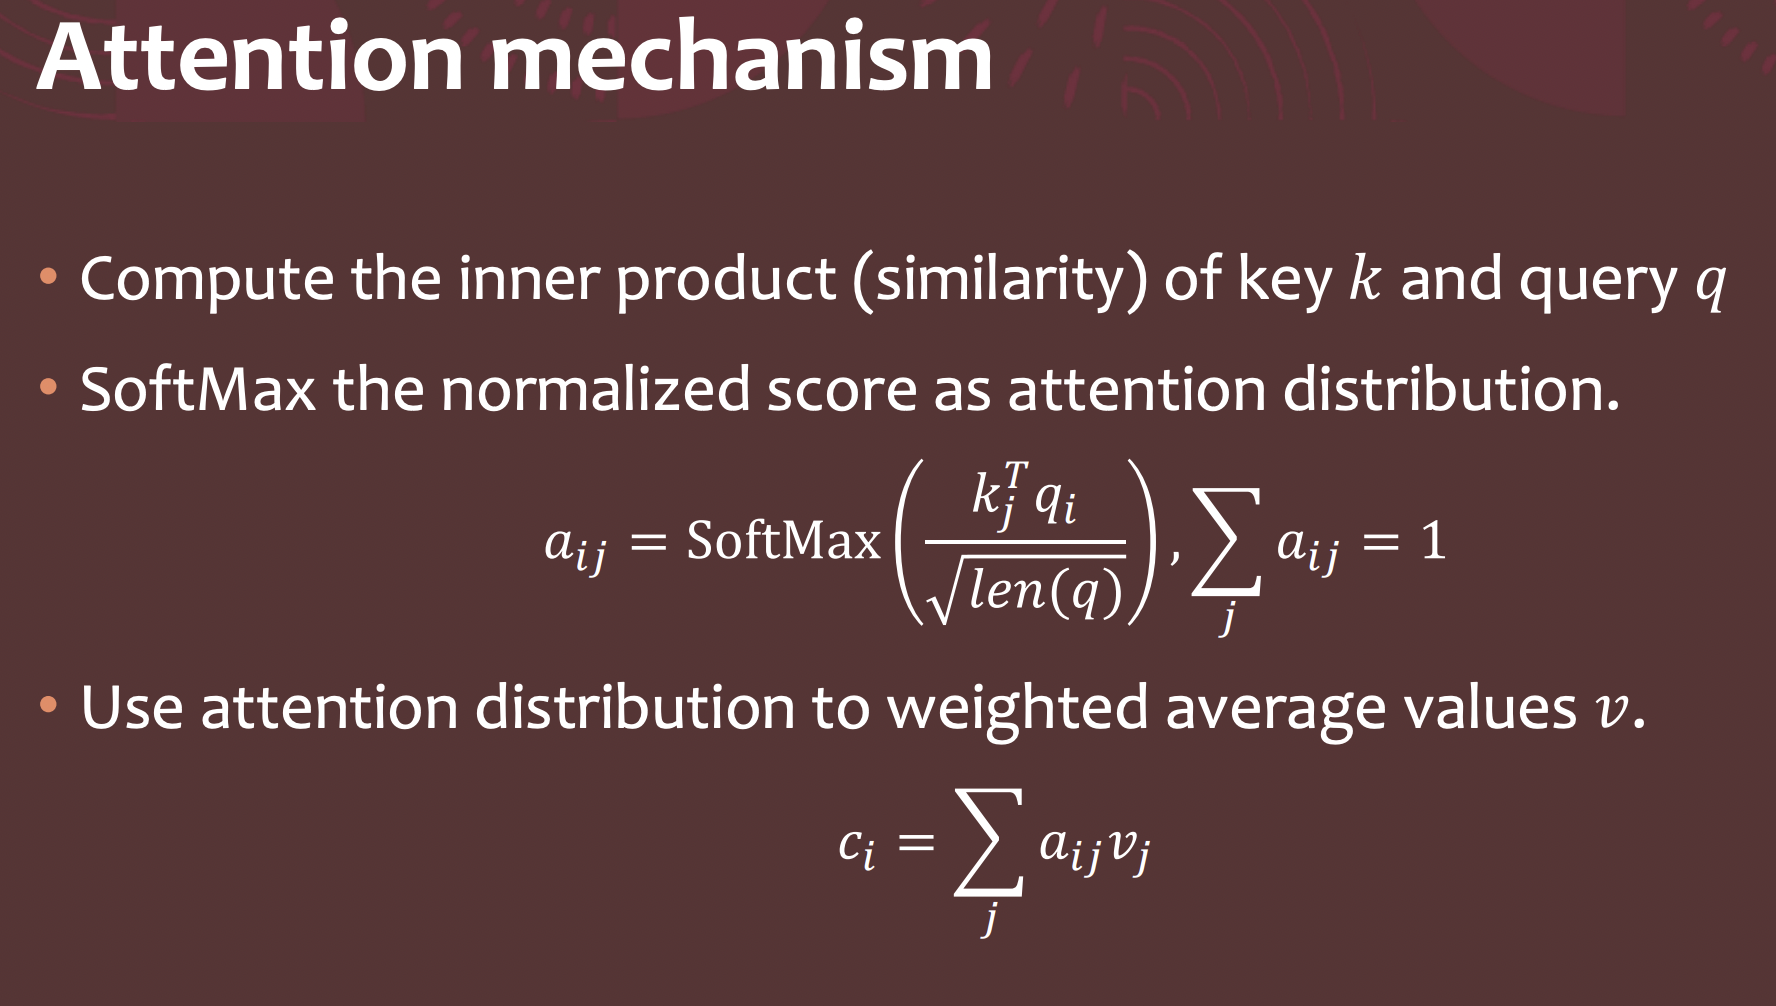 Attention mechanism
• Compute the inner product (similarity) of key k and query q
• SoftMax the normalized score as attention distribution.
a_{ij} = SoftMax\left(\frac{k_j^T q_i}{\sqrt{len(q)}}\right), \sum_j a_{ij} = 1
• Use attention distribution to weighted average values v.
c_i = \sum_j a_{ij} v_j